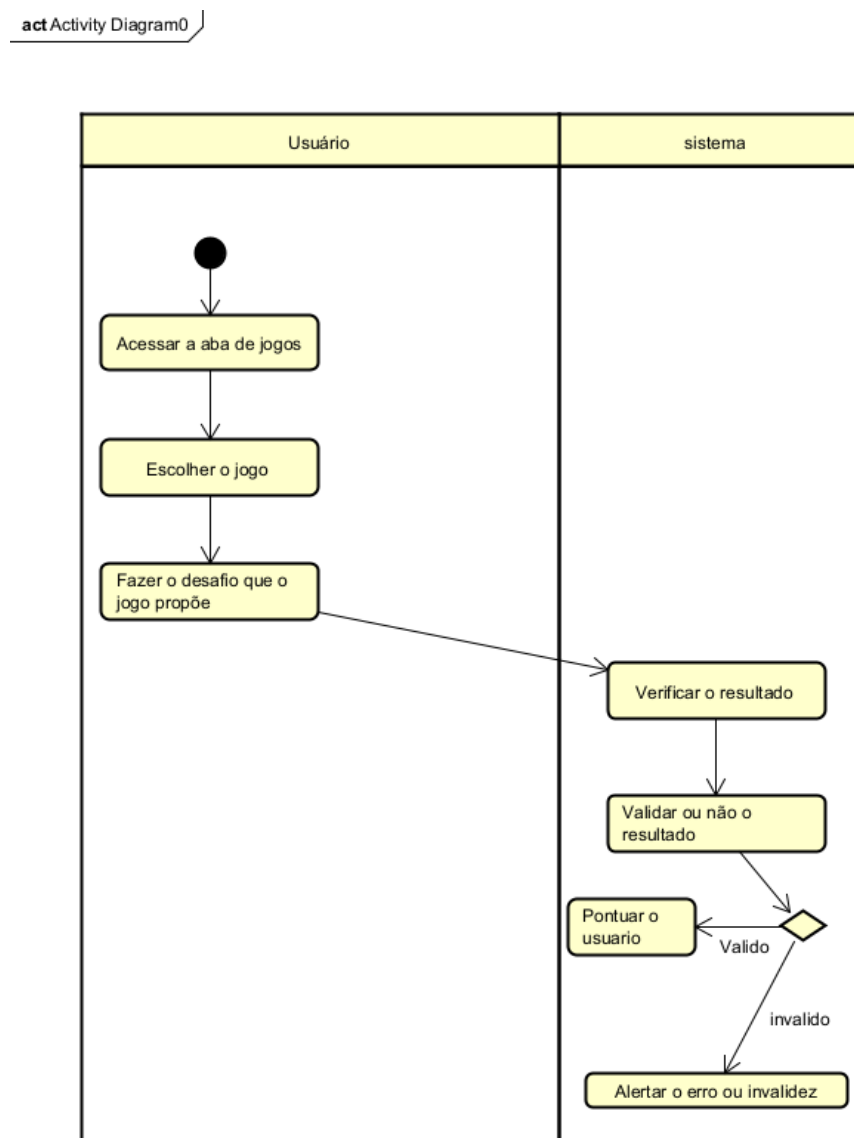 act Activity Diagram0
Usuário
sistema
Acessar a aba de jogos
Escolher o jogo
Fazer o desafio que o
jogo propõe
Verificar o resultado
Validar ou não o
resultado
Pontuar o
usuario
Valido
invalido
Alertar o erro ou invalidez